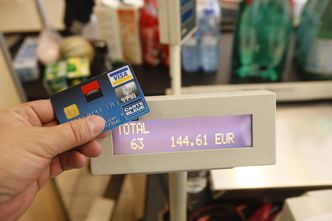 VISA
CARTE
BLEUE
TOTAL
63 144.61 EUR